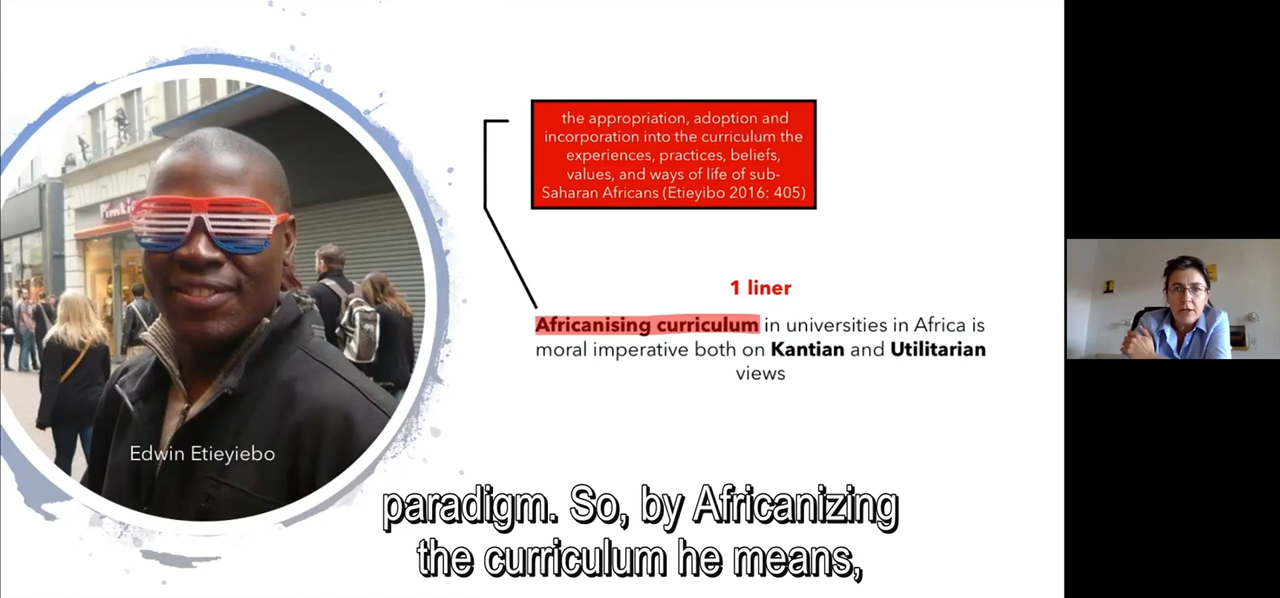 Pimkie
the appropriation, adoption and
incorporation into the curriculum the
experiences, practices, beliefs,
values, and ways of life of sub-
Saharan Africans (Etieyibo 2016: 405)
1 liner
Africanising curriculum in universities in Africa is
moral imperative both on Kantian and Utilitarian
views
Edwin Etieyiebo
paradigm. So, by Africanizing
the curriculum he means,